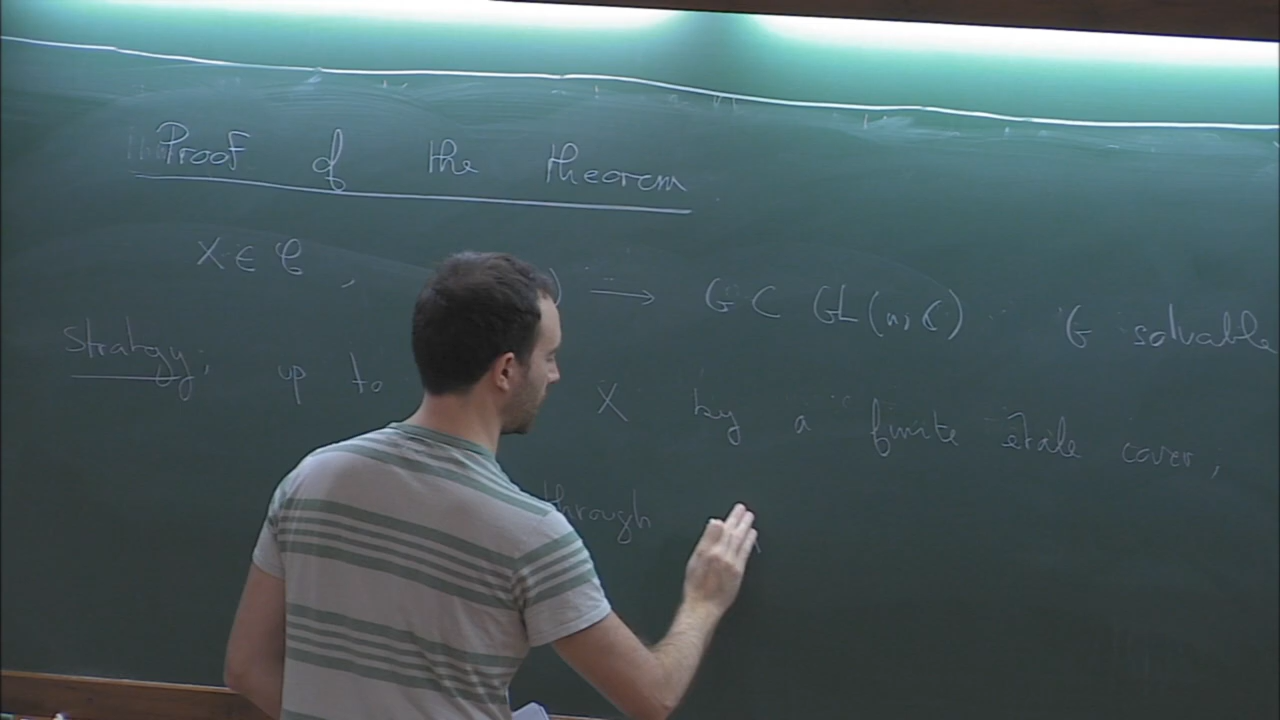 Proof of the theorem
X ∈ 𝒞, ) → G ⊂ GL(n, ℂ) G solvable
Strategy: up to X by a finite étale cover,
through